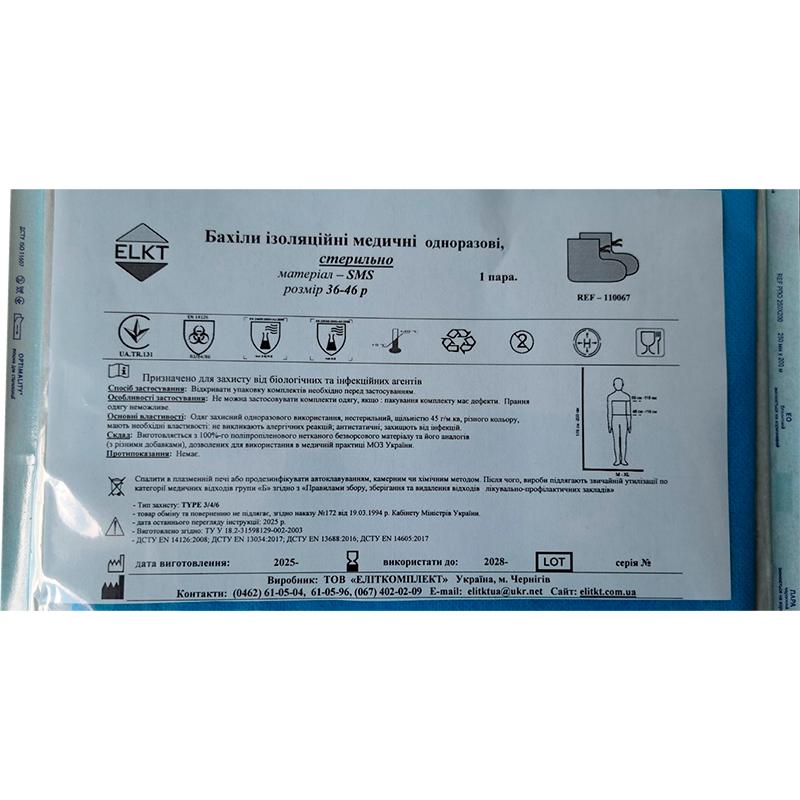 ELKT
Бахіли ізоляційні медичні одноразові,
стерильно
матеріал – SMS 1 пара.
розмір 36-46 р
REF – 110067
EN 14126
UA.TR.131
Призначено для захисту від біологічних та інфекційних агентів
Спосіб застосування: Відкривати упаковку комплектів необхідно перед застосуванням.
Особливості застосування: Не можна застосовувати комплекти одягу, якщо : пакування комплекту має дефекти. Прання
одягу неможливе.
Основні властивості: Одяг захисний одноразового використання, нестерильний, щільністю 45 г/м кв, різного кольору,
мають необхідні властивості: не викликають алергічних реакцій; антистатичні; захищають від інфекцій.
Склад: Виготовляється з 100%-го поліпропіленового нетканого безворсового матеріалу та його аналогів
(з різними добавками), дозволених для використання в медичній практиці МОЗ України.
Протипоказання: Немає.
M - XL
Спалити в плазменній печі або продезинфікувати автоклавуванням, камерним чи хімічним методом. Після чого, вироби підлягають звичайній утилізації по
категорії медичних відходів групи «Б» згідно з «Правилами збору, зберігання та видалення відходів лікувально-профілактичних закладів»
- Тип захисту: TYPE 3/4/6
- товар обміну та поверненню не підлягає, згідно наказу №172 від 19.03.1994 р. Кабінету Міністрів України.
- дата останнього перегляду інструкції: 2025 р.
- Виготовлено згідно: ТУ У 18.2-31598129-002-2003
- ДСТУ EN 14126:2008; ДСТУ EN 13034:2017; ДСТУ EN 13688:2016; ДСТУ EN 14605:2017
дата виготовлення: 2025- використати до: 2028- LOT серія №
Виробник: ТОВ «ЕЛІТКОМПЛЕКТ» Україна, м. Чернігів
Контакти: (0462) 61-05-04, 61-05-96, (067) 402-02-09 E-mail: elitktua@ukr.net Сайт: elitkt.com.ua
ДСТУ ISO 11607
OPTIMALITY
250 мм x 200 м
ЕО
ПАРА